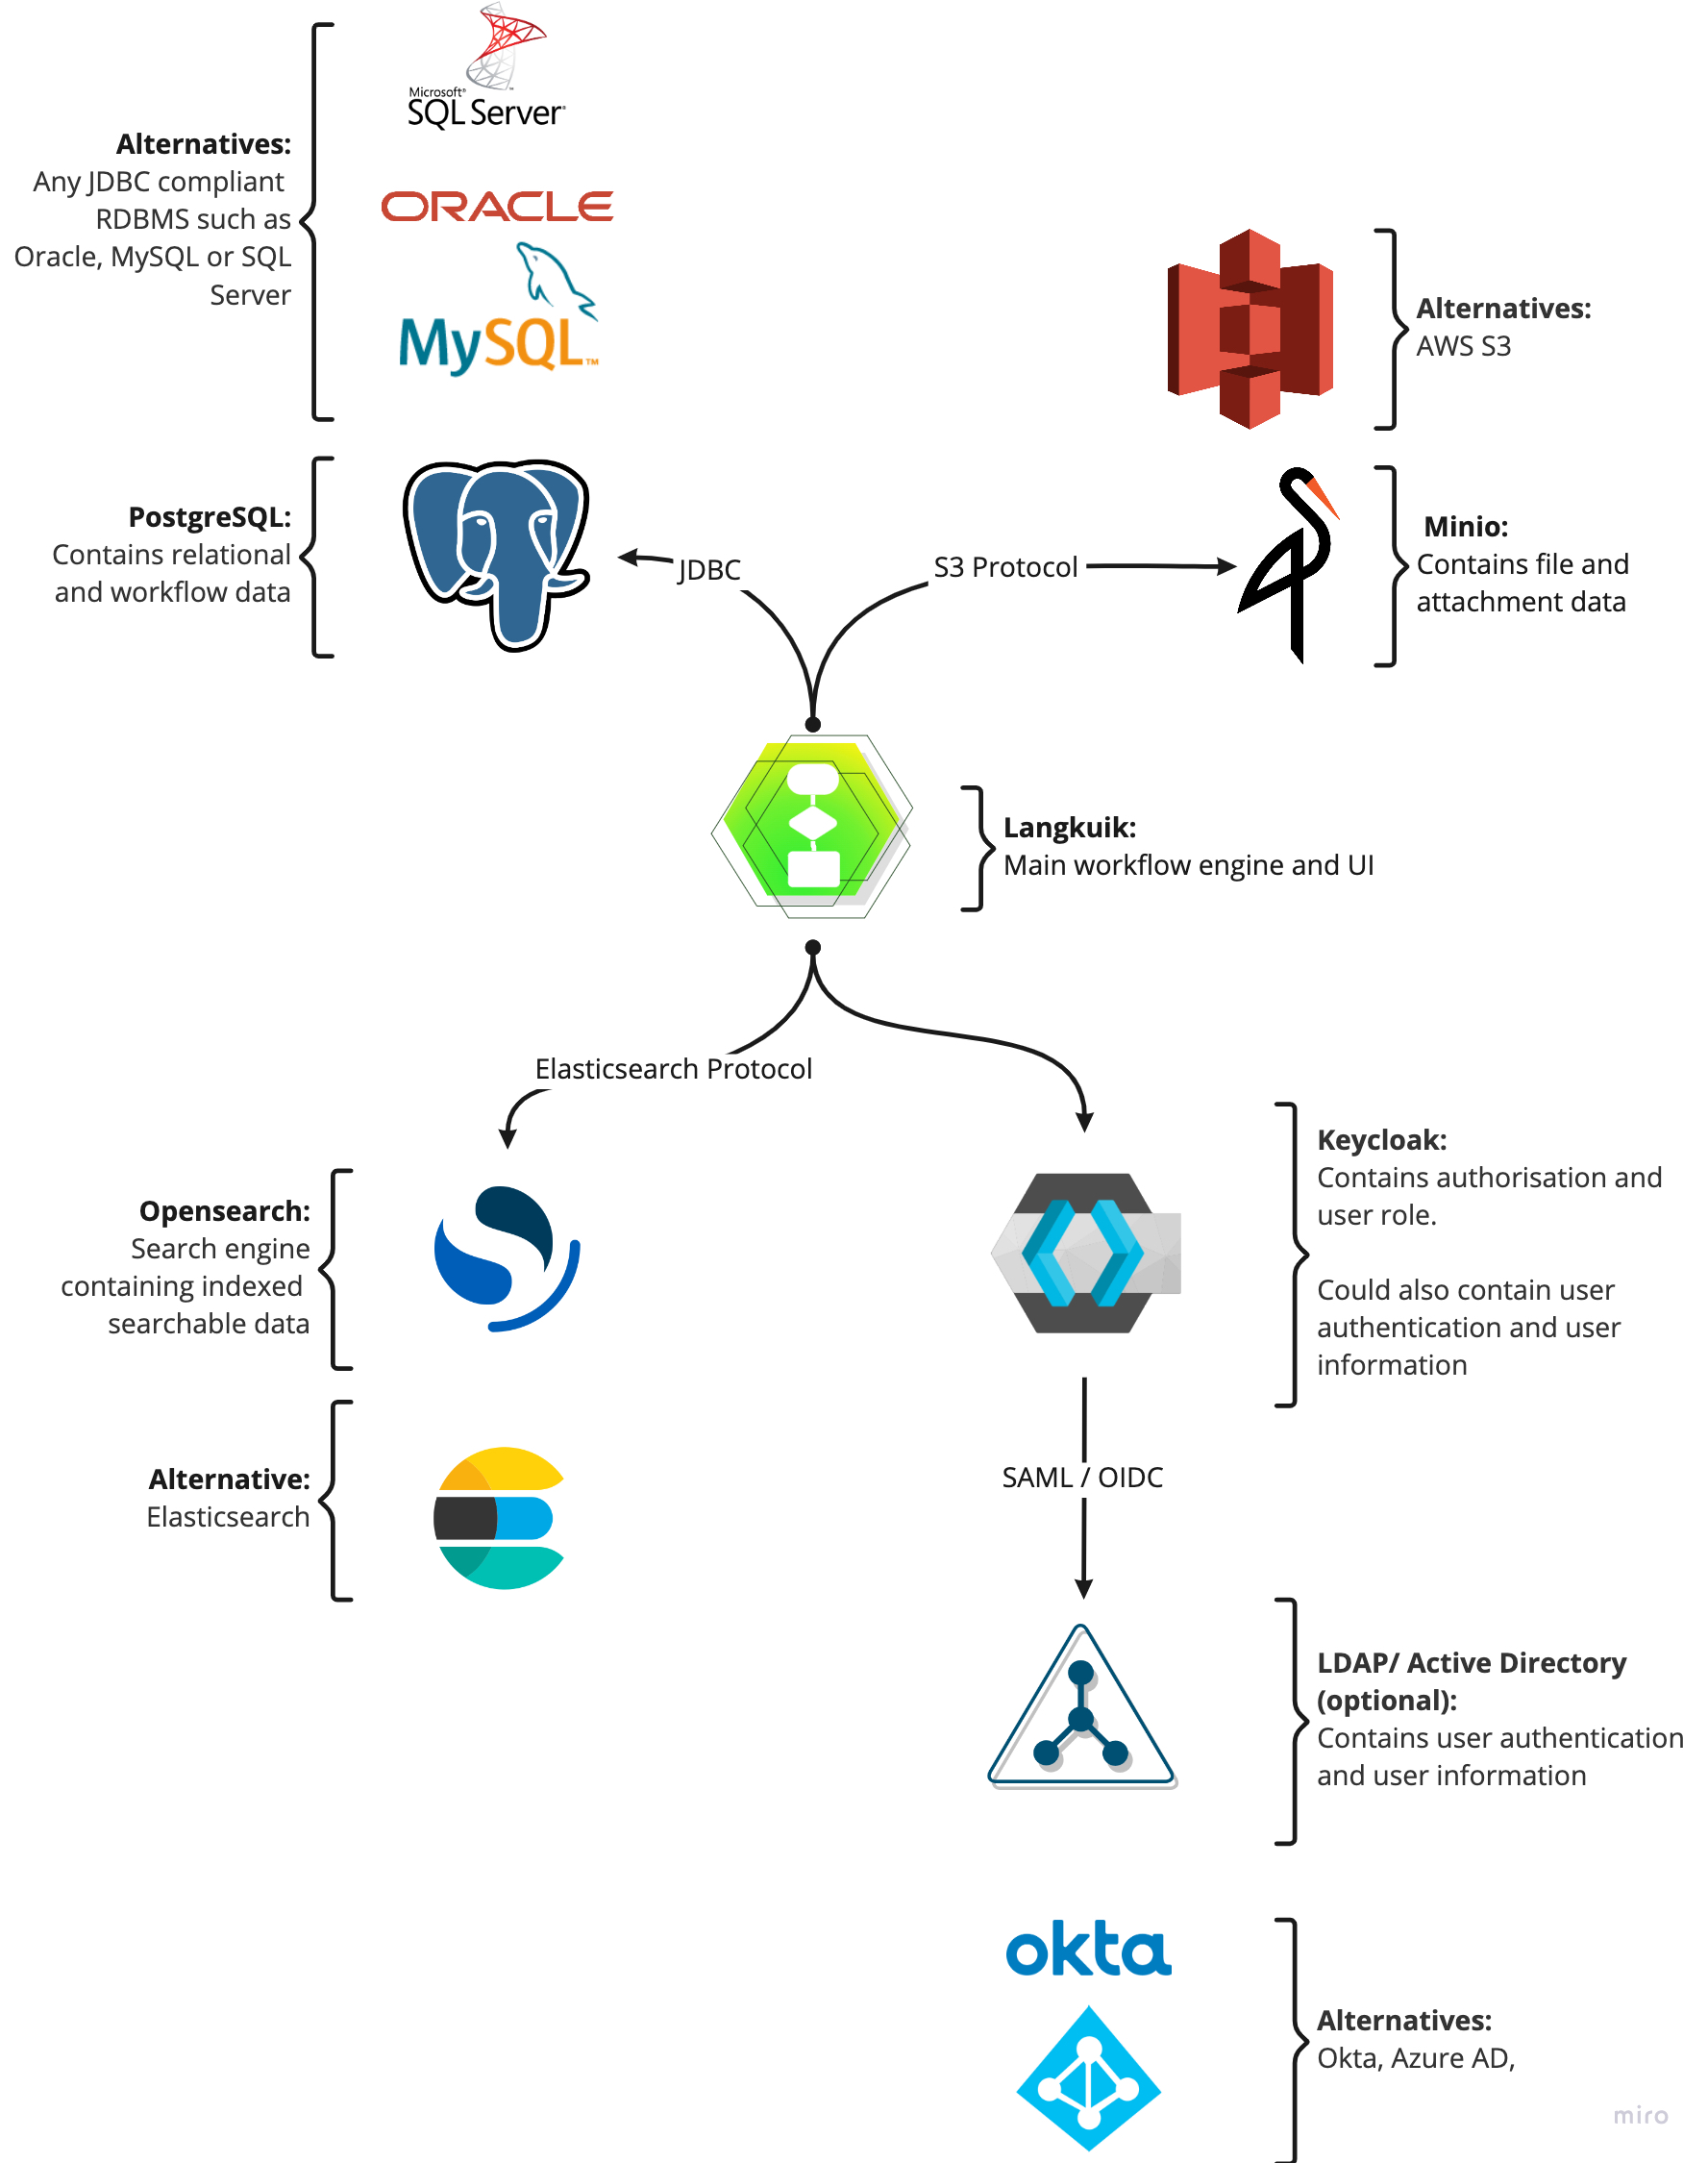 Microsoft®
SQL Server®
Alternatives:
Any JDBC compliant
RDBMS such as
Oracle, MySQL or SQL
Server
ORACLE
MySQL™
Alternatives:
AWS S3
PostgreSQL:
Contains relational
and workflow data
JDBC
S3 Protocol
Minio:
Contains file and
attachment data
Langkuik:
Main workflow engine and UI
Elasticsearch Protocol
Keycloak:
Contains authorisation and
user role.
Could also contain user
authentication and user
information
Opensearch:
Search engine
containing indexed
searchable data
Alternative:
Elasticsearch
SAML / OIDC
LDAP/ Active Directory
(optional):
Contains user authentication
and user information
okta
Alternatives:
Okta, Azure AD,
miro